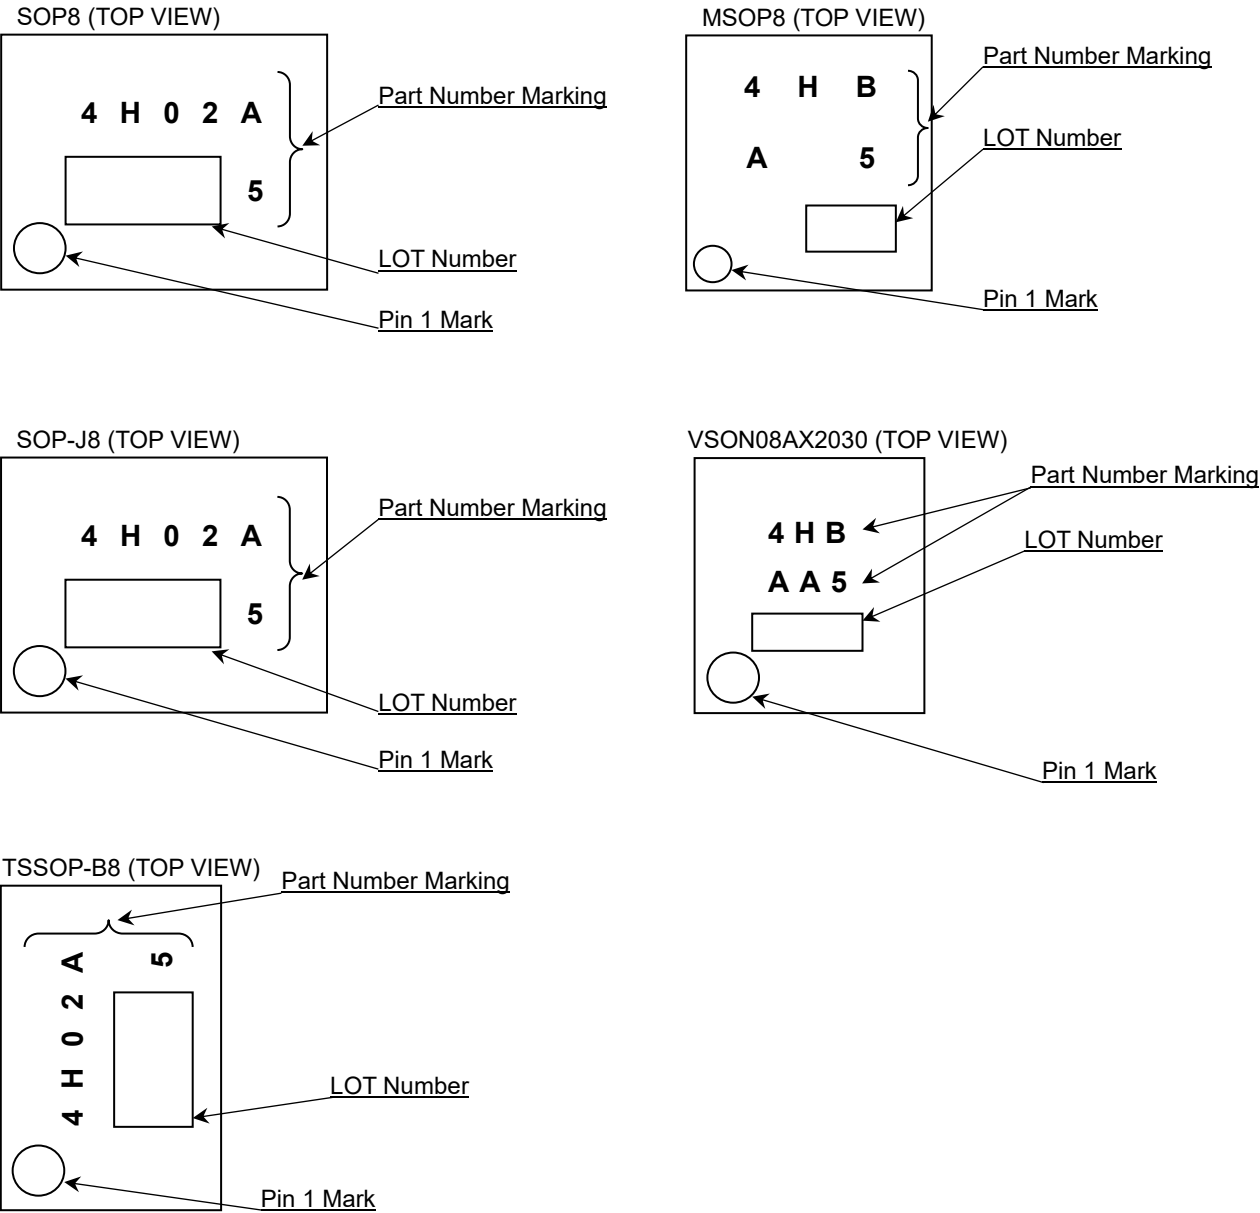 SOP8 (TOP VIEW)
4 H 0 2 A
5
Part Number Marking
LOT Number
Pin 1 Mark
MSOP8 (TOP VIEW)
4 H B
A 5
Part Number Marking
LOT Number
Pin 1 Mark
SOP-J8 (TOP VIEW)
4 H 0 2 A
5
Part Number Marking
LOT Number
Pin 1 Mark
VSON08AX2030 (TOP VIEW)
4 H B
A A 5
Part Number Marking
LOT Number
Pin 1 Mark
TSSOP-B8 (TOP VIEW)
4 H 0 2 A
5
Part Number Marking
LOT Number
Pin 1 Mark